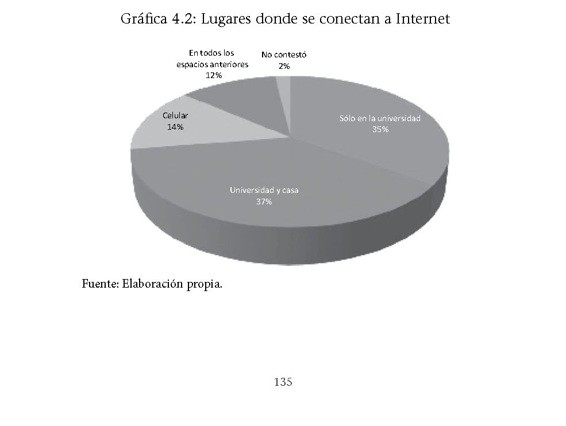 Gráfica 4.2: Lugares donde se conectan a Internet
En todos los
espacios anteriores
12%
No contestó
2%
Celular
14%
Sólo en la universidad
35%
Universidad y casa
37%
Fuente: Elaboración propia.
135